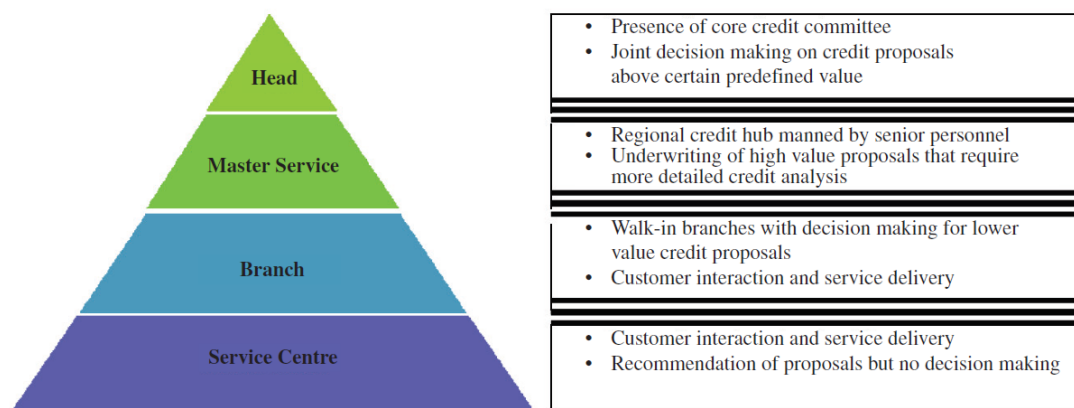 Head
• Presence of core credit committee
• Joint decision making on credit proposals
above certain predefined value
Master Service
• Regional credit hub manned by senior personnel
• Underwriting of high value proposals that require
more detailed credit analysis
Branch
• Walk-in branches with decision making for lower
value credit proposals
• Customer interaction and service delivery
Service Centre
• Customer interaction and service delivery
• Recommendation of proposals but no decision making